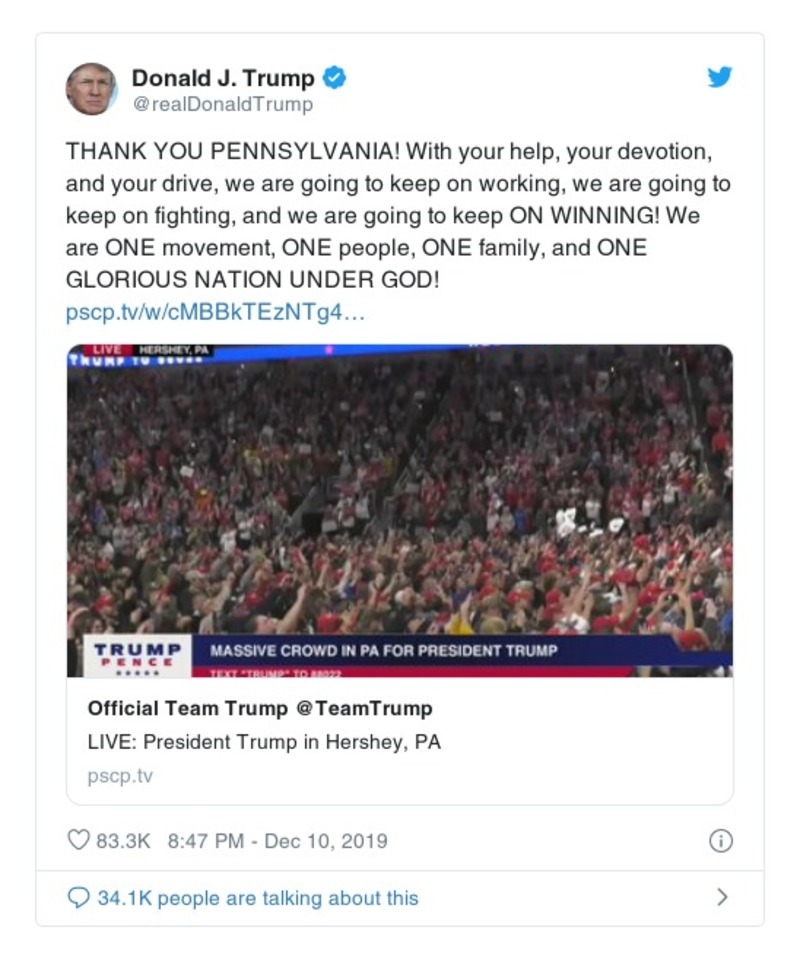 Donald J. Trump
@realDonaldTrump
THANK YOU PENNSYLVANIA! With your help, your devotion,
and your drive, we are going to keep on working, we are going to
keep on fighting, and we are going to keep ON WINNING! We
are ONE movement, ONE people, ONE family, and ONE
GLORIOUS NATION UNDER GOD!
pscp.tv/w/cMBBkTEzNTg4…
LIVE HERSHEY, PA
TRUMP TO
TRUMP
PENCE
MASSIVE CROWD IN PA FOR PRESIDENT TRUMP
TEXT "TRUMP" TO 88022
Official Team Trump @TeamTrump
LIVE: President Trump in Hershey, PA
pscp.tv
83.3K 8:47 PM - Dec 10, 2019
34.1K people are talking about this